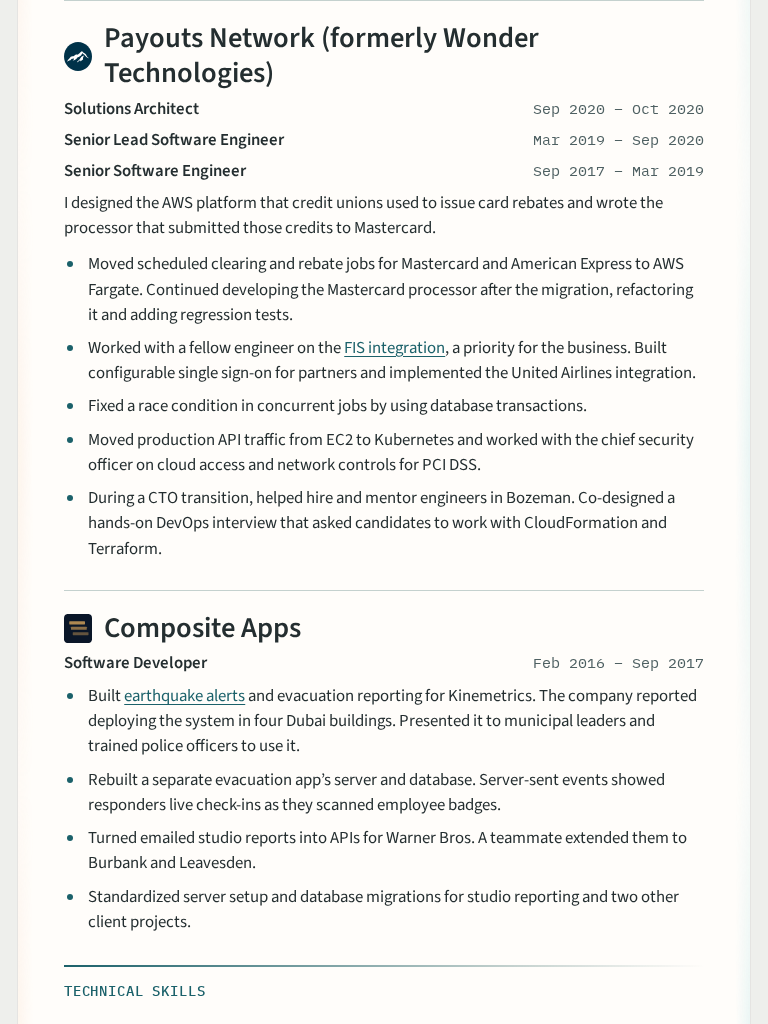 Payouts Network (formerly Wonder
Technologies)
Solutions Architect Sep 2020 – Oct 2020
Senior Lead Software Engineer Mar 2019 – Sep 2020
Senior Software Engineer Sep 2017 – Mar 2019
I designed the AWS platform that credit unions used to issue card rebates and wrote the
processor that submitted those credits to Mastercard.
• Moved scheduled clearing and rebate jobs for Mastercard and American Express to AWS
Fargate. Continued developing the Mastercard processor after the migration, refactoring
it and adding regression tests.
• Worked with a fellow engineer on the FIS integration, a priority for the business. Built
configurable single sign-on for partners and implemented the United Airlines integration.
• Fixed a race condition in concurrent jobs by using database transactions.
• Moved production API traffic from EC2 to Kubernetes and worked with the chief security
officer on cloud access and network controls for PCI DSS.
• During a CTO transition, helped hire and mentor engineers in Bozeman. Co-designed a
hands-on DevOps interview that asked candidates to work with CloudFormation and
Terraform.
Composite Apps
Software Developer Feb 2016 – Sep 2017
• Built earthquake alerts and evacuation reporting for Kinemetrics. The company reported
deploying the system in four Dubai buildings. Presented it to municipal leaders and
trained police officers to use it.
• Rebuilt a separate evacuation app’s server and database. Server-sent events showed
responders live check-ins as they scanned employee badges.
• Turned emailed studio reports into APIs for Warner Bros. A teammate extended them to
Burbank and Leavesden.
• Standardized server setup and database migrations for studio reporting and two other
client projects.
TECHNICAL SKILLS